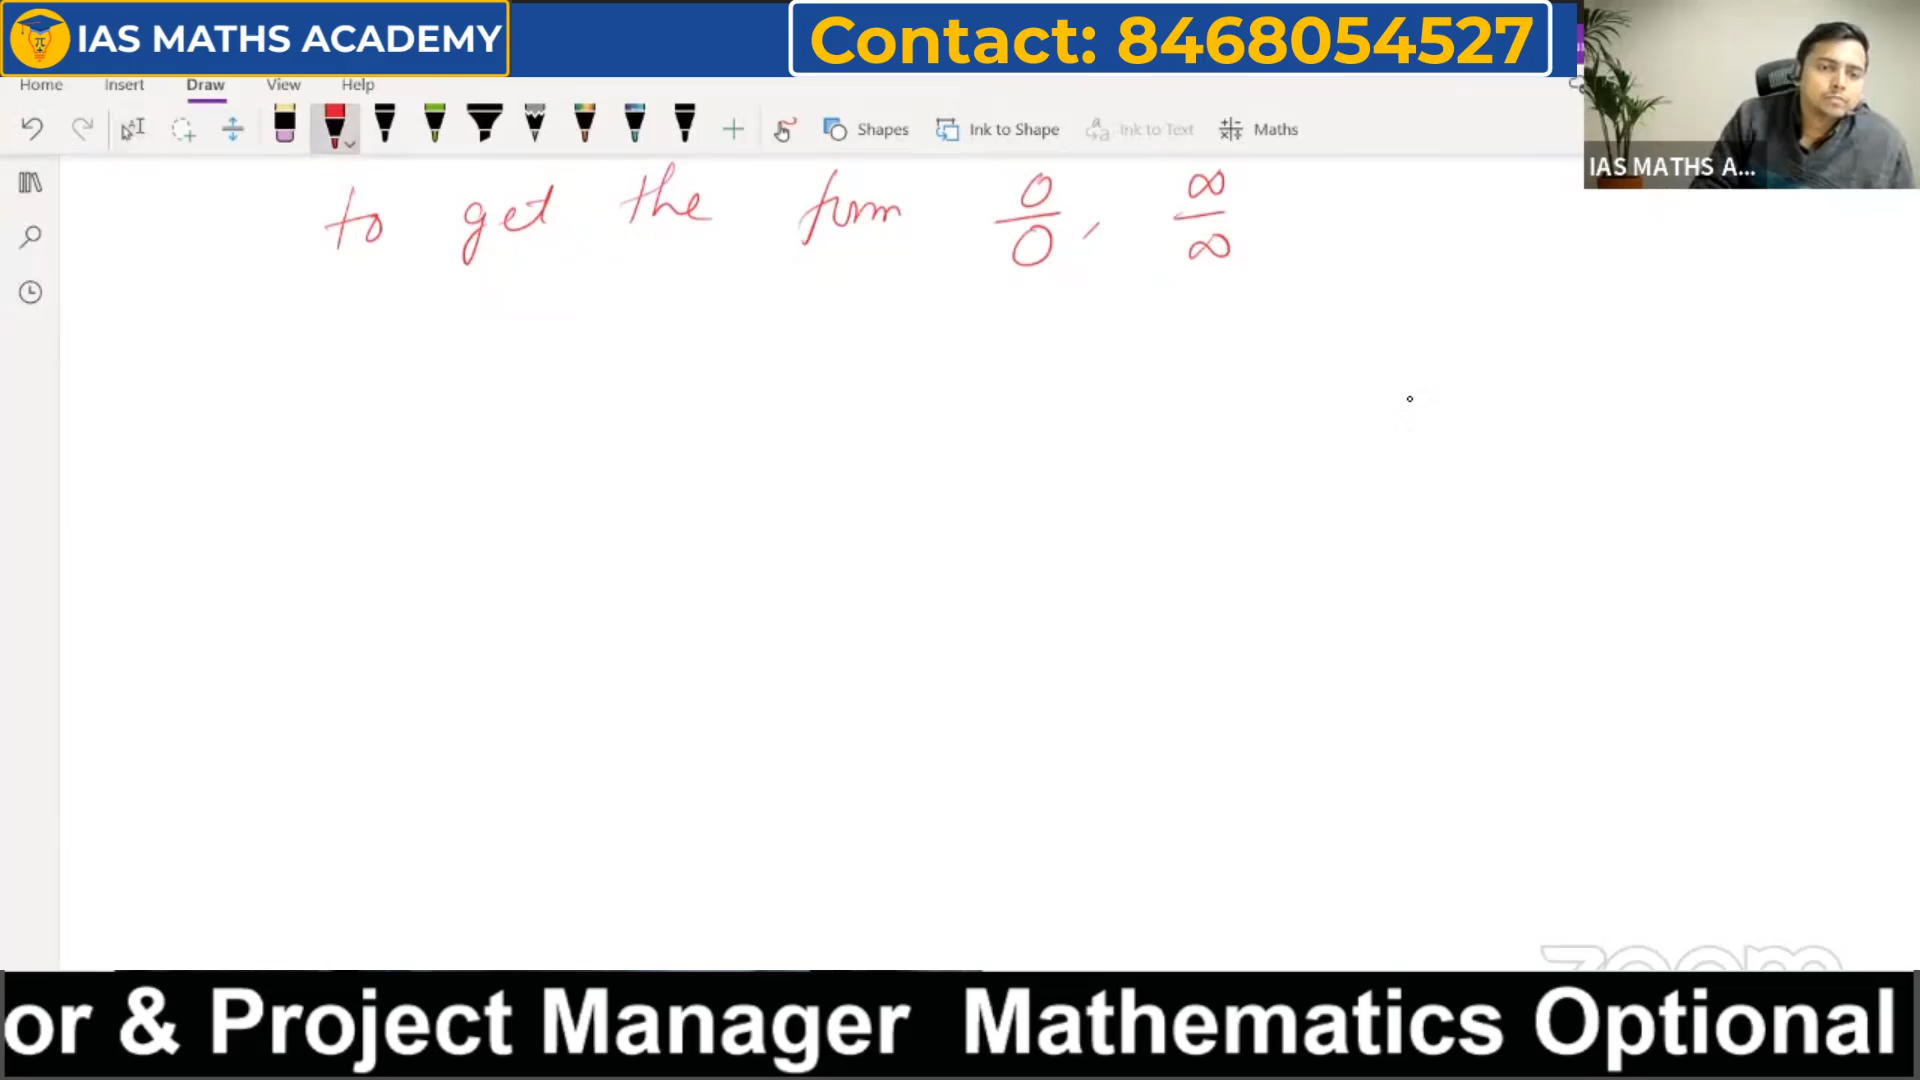 IAS MATHS ACADEMY
Contact: 8468054527
Home Insert Draw View Help
Shapes Ink to Shape Ink to Text Maths
IAS MATHS A...
to get the form 0/0, ∞/∞
zoom
or & Project Manager Mathematics Optional